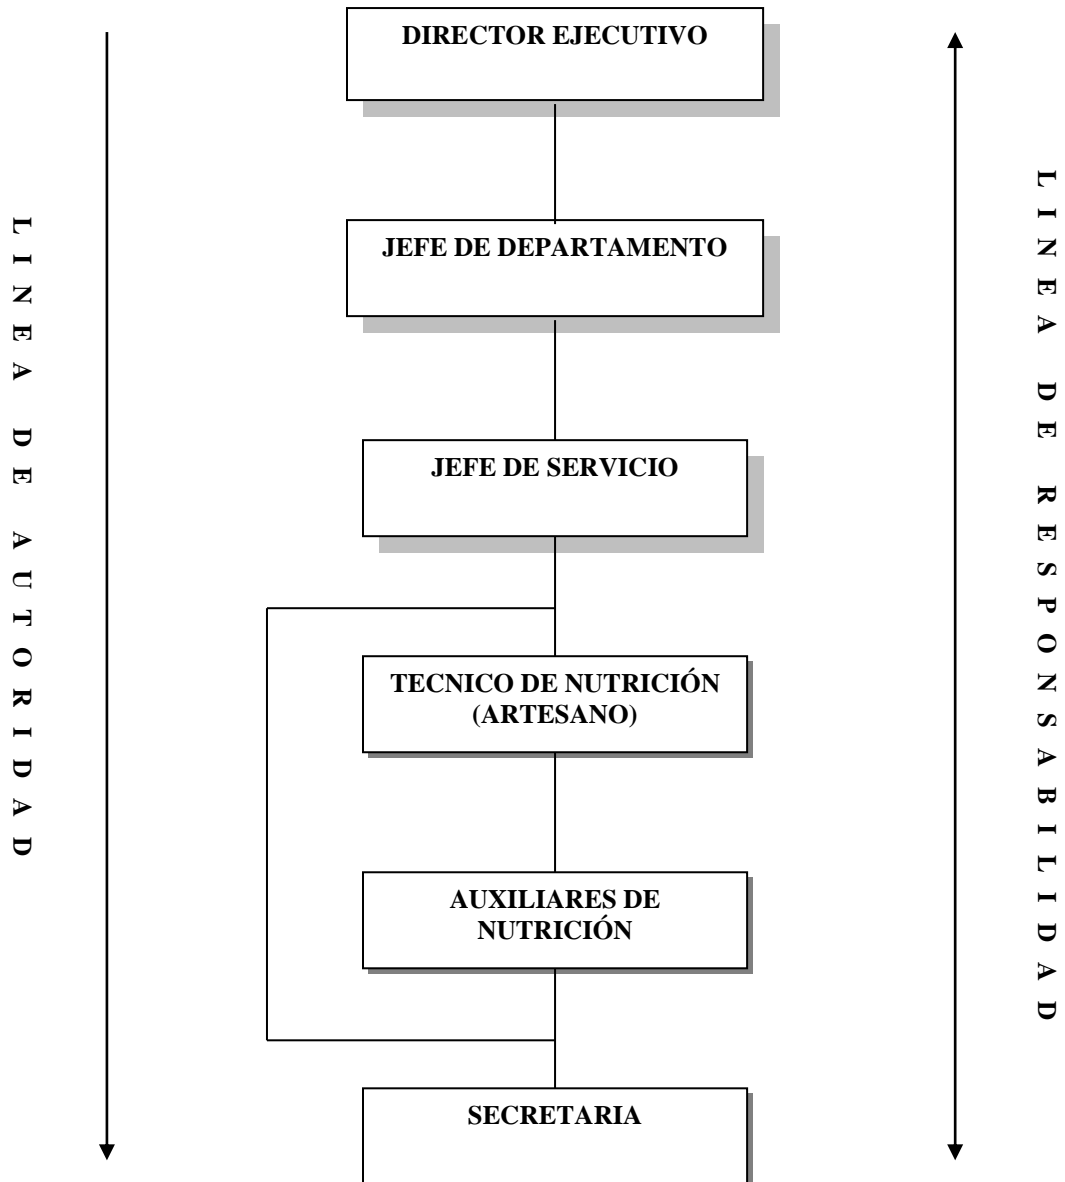 DIRECTOR EJECUTIVO
JEFE DE DEPARTAMENTO
JEFE DE SERVICIO
TECNICO DE NUTRICIÓN
(ARTESANO)
AUXILIARES DE
NUTRICIÓN
SECRETARIA
LINEA DE AUTORIDAD
LINEA DE RESPONSABILIDAD